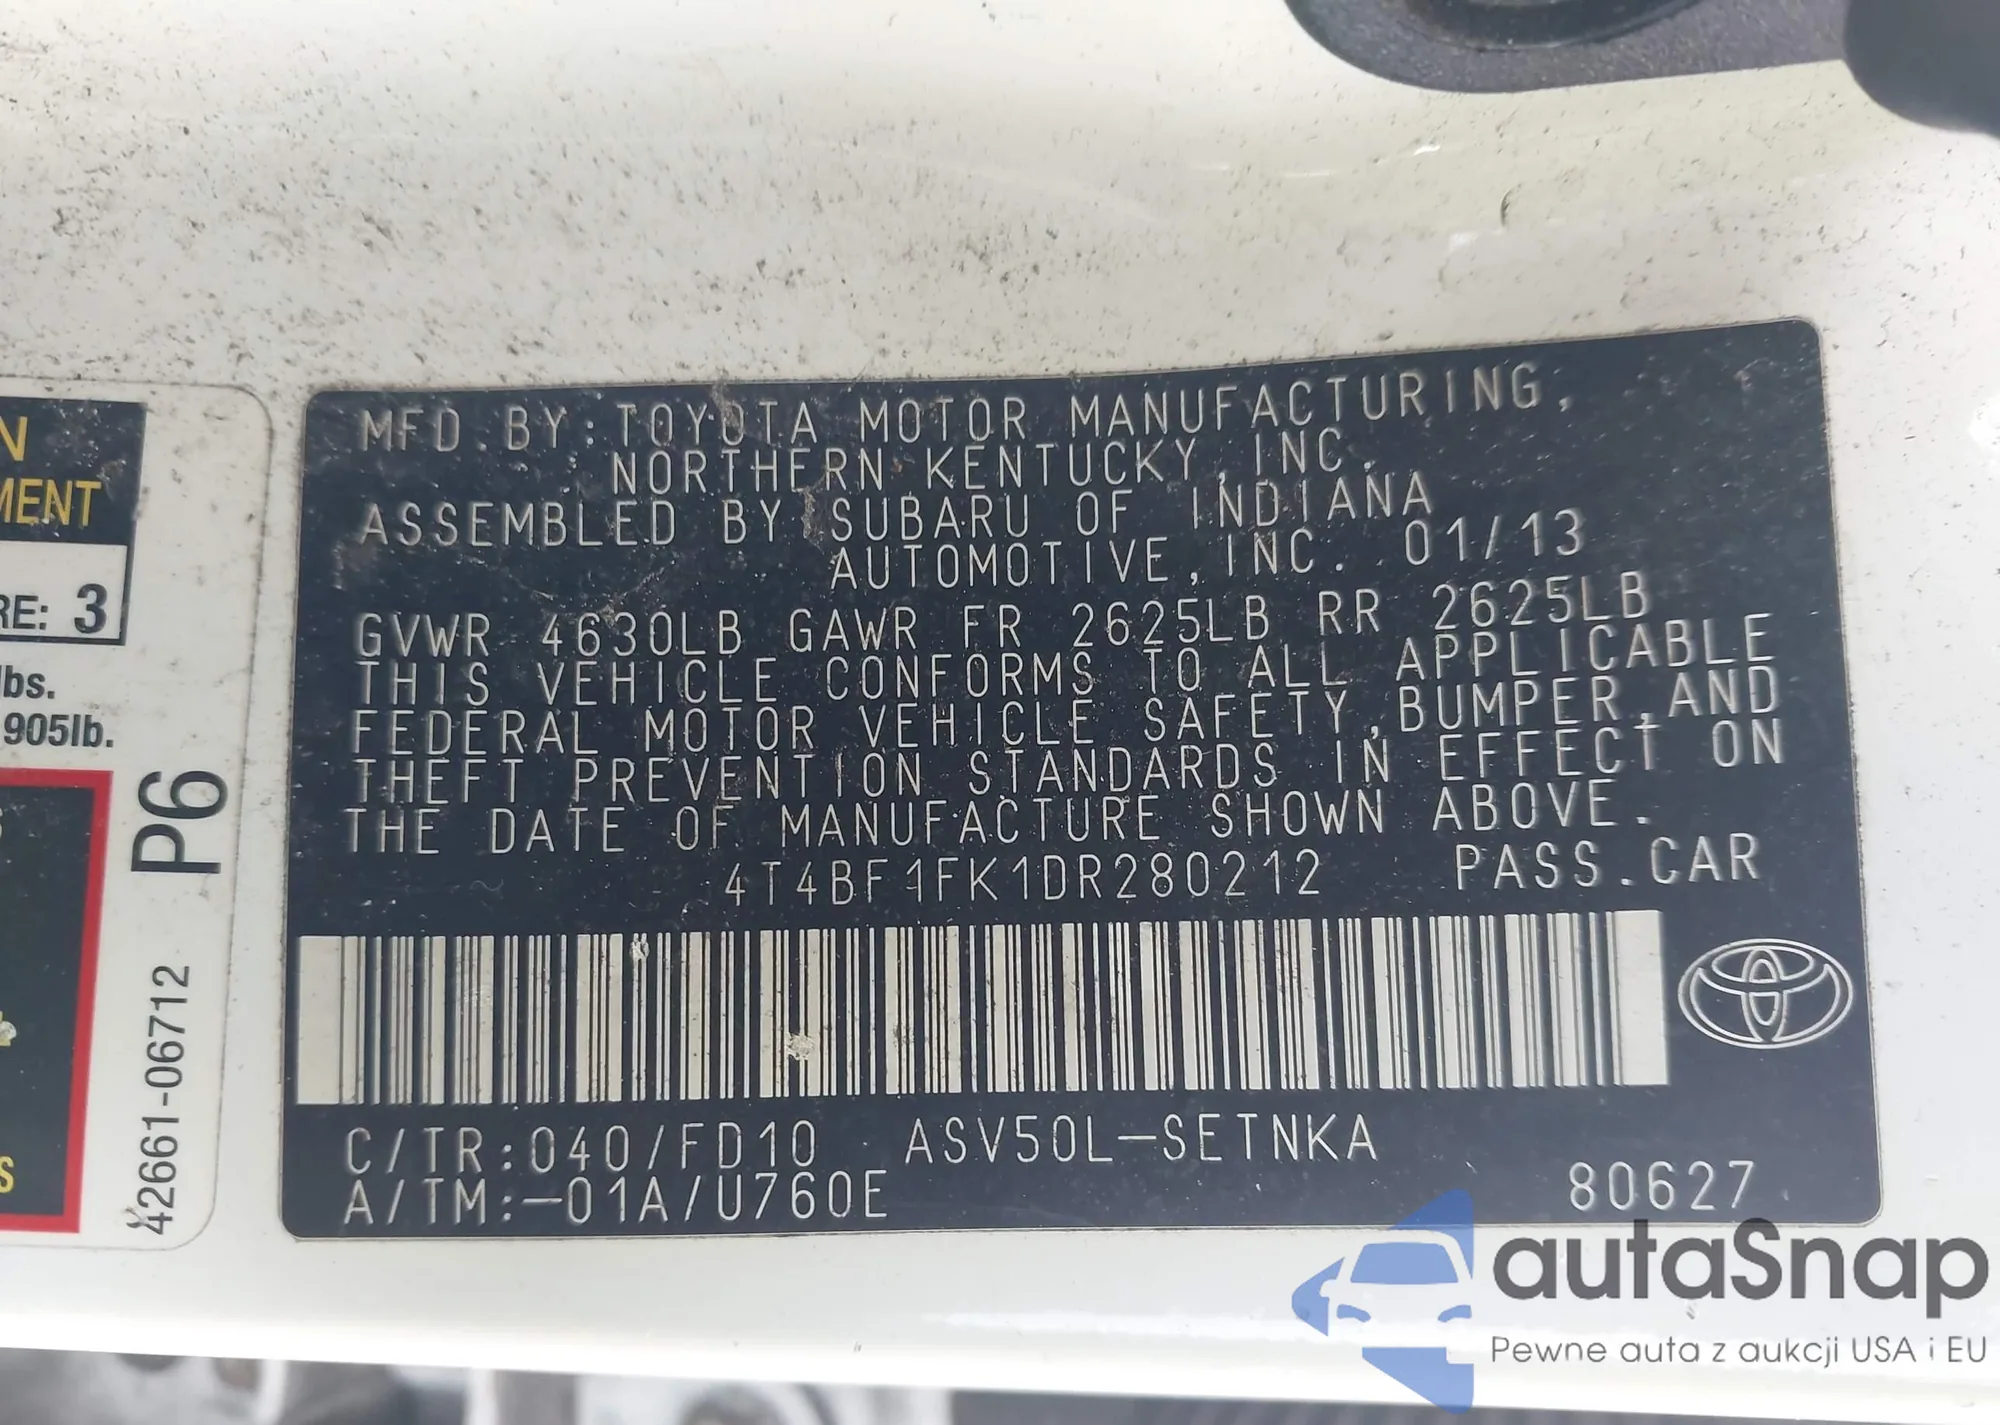 MFD.BY:TOYOTA MOTOR MANUFACTURING,
NORTHERN KENTUCKY,INC.
ASSEMBLED BY SUBARU OF INDIANA
AUTOMOTIVE,INC. 01/13
GVWR 4630LB GAWR FR 2625LB RR 2625LB
THIS VEHICLE CONFORMS TO ALL APPLICABLE
FEDERAL MOTOR VEHICLE SAFETY,BUMPER,AND
THEFT PREVENTION STANDARDS IN EFFECT ON
THE DATE OF MANUFACTURE SHOWN ABOVE.
4T4BF1FK1DR280212 PASS.CAR
C/TR:040/FD10 ASV50L-SETNKA
A/TM:-01A/U760E 80627
N
MENT
RE: 3
lbs.
905lb.
P6
42661-06712
S
autoSnap
Pewne auta z aukcji USA i EU